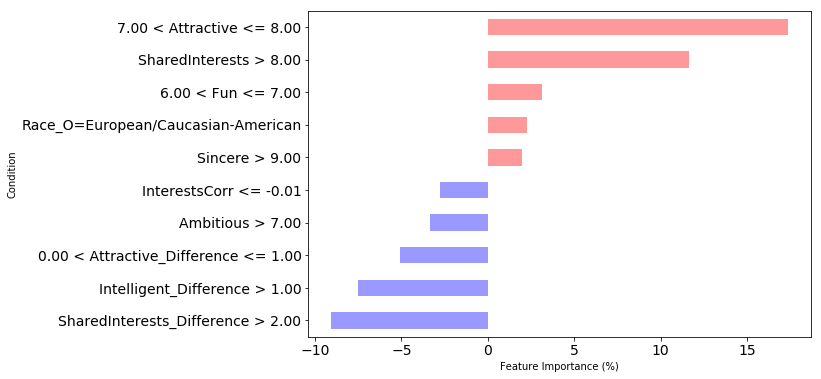 7.00 < Attractive <= 8.00
SharedInterests > 8.00
6.00 < Fun <= 7.00
Race_O=European/Caucasian-American
Sincere > 9.00
InterestsCorr <= -0.01
Ambitious > 7.00
0.00 < Attractive_Difference <= 1.00
Intelligent_Difference > 1.00
SharedInterests_Difference > 2.00
Condition
−10 −5 0 5 10 15
Feature Importance (%)